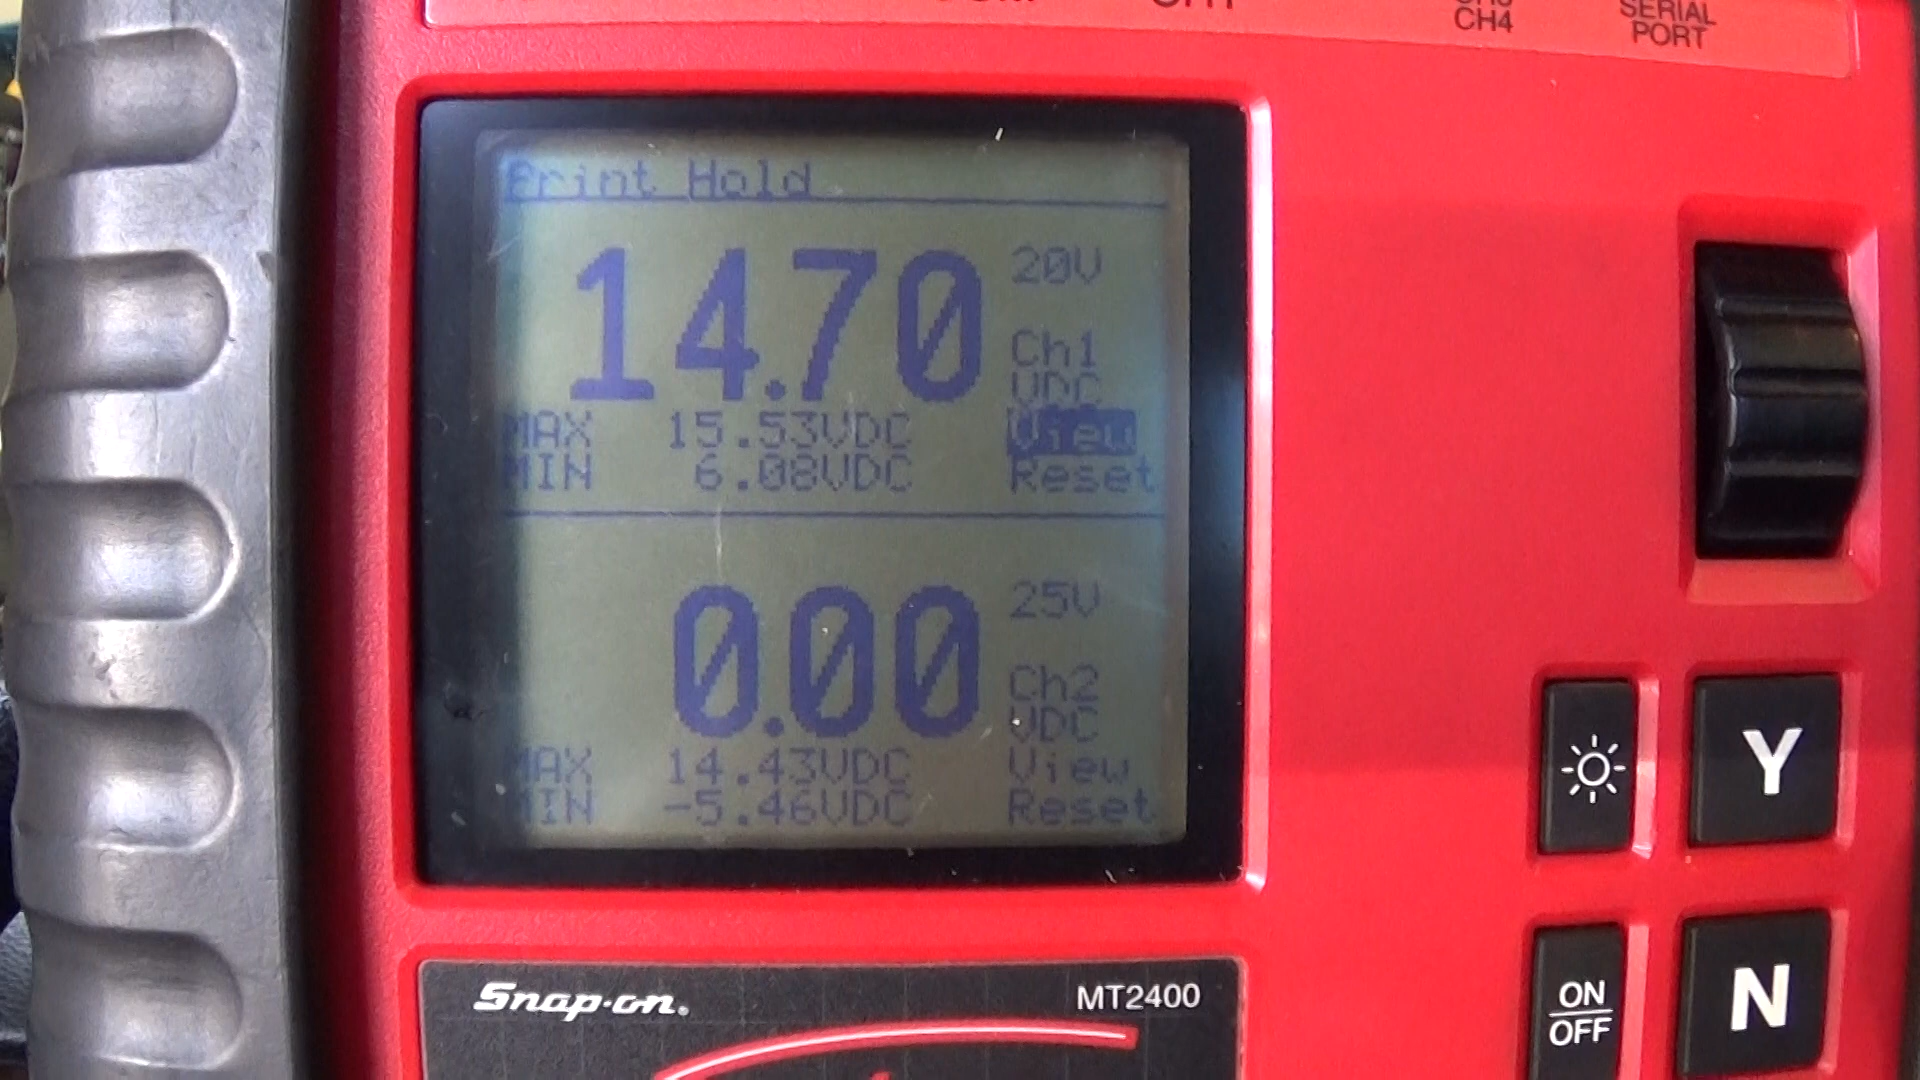 CH4
SERIAL
PORT
Print Hold
14.70
20V
Ch1
VDC
MAX 15.53VDC View
MIN 6.08VDC Reset
0.00
25V
Ch2
VDC
MAX 14.43VDC View
MIN -5.46VDC Reset
Y
Snap-on.
MT2400
ON
OFF
N